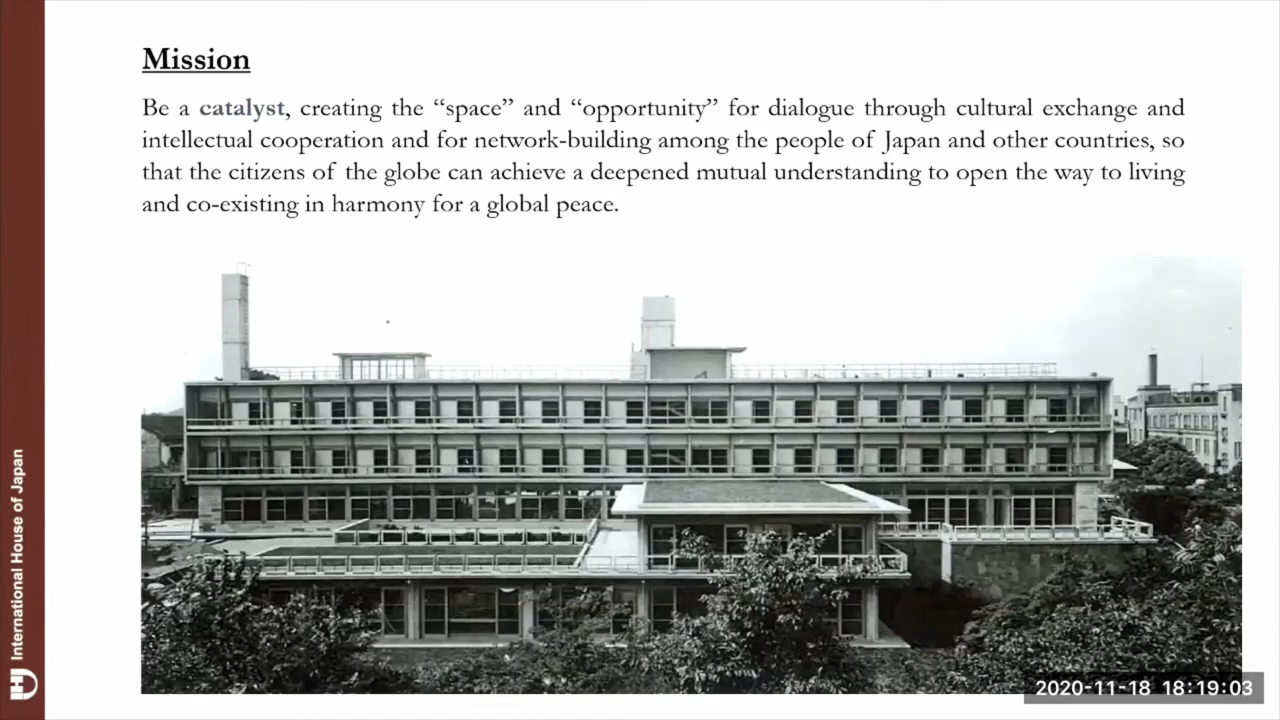 Mission
Be a catalyst, creating the “space” and “opportunity” for dialogue through cultural exchange and
intellectual cooperation and for network-building among the people of Japan and other countries, so
that the citizens of the globe can achieve a deepened mutual understanding to open the way to living
and co-existing in harmony for a global peace.
International House of Japan
2020-11-18 18:19:03